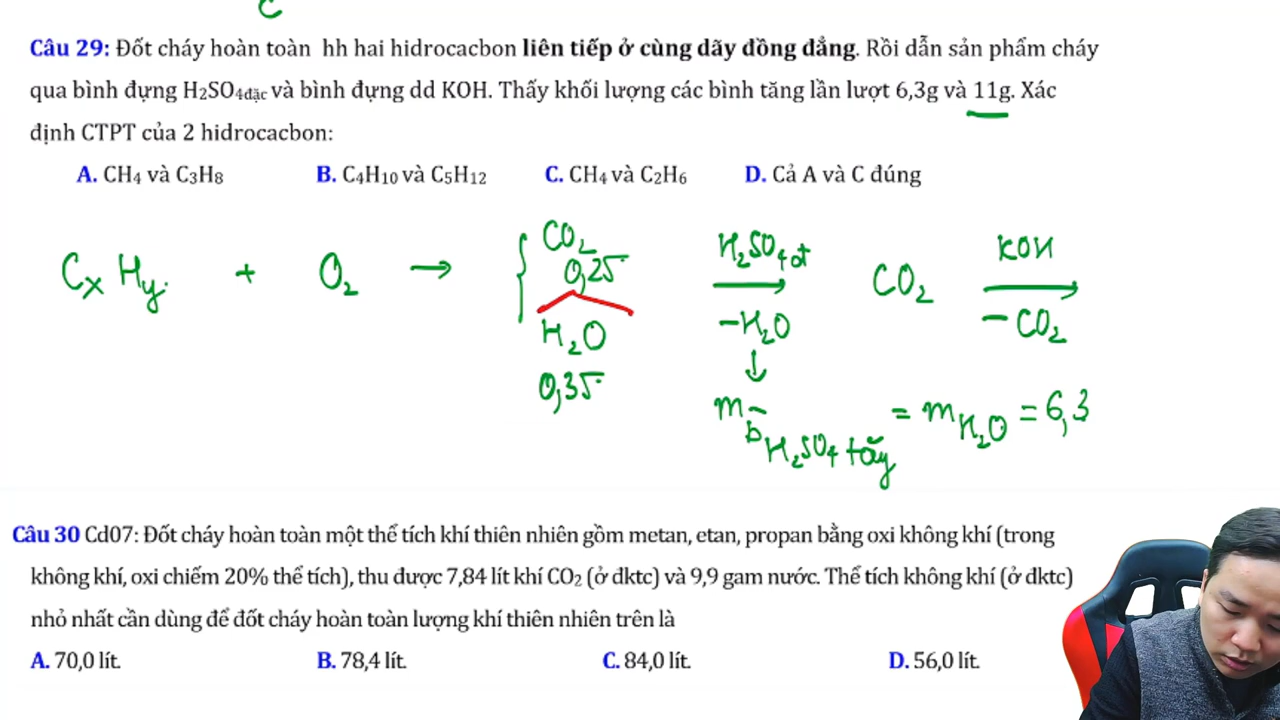 C
Câu 29: Đốt cháy hoàn toàn hh hai hidrocacbon liên tiếp ở cùng dãy đồng đẳng. Rồi dẫn sản phẩm cháy
qua bình đựng H₂SO₄đặc và bình đựng dd KOH. Thấy khối lượng các bình tăng lần lượt 6,3g và 11g. Xác
định CTPT của 2 hidrocacbon:
A. CH₄ và C₃H₈ B. C₄H₁₀ và C₅H₁₂ C. CH₄ và C₂H₆ D. Cả A và C đúng
CxHy + O₂ → { CO₂ H₂SO₄đ CO₂ KOH
0,25 −H₂O −CO₂
H₂O ↓
0,35 m b H₂SO₄ tăng = mH₂O = 6,3
Câu 30 Cd07: Đốt cháy hoàn toàn một thể tích khí thiên nhiên gồm metan, etan, propan bằng oxi không khí (trong
không khí, oxi chiếm 20% thể tích), thu được 7,84 lít khí CO₂ (ở đktc) và 9,9 gam nước. Thể tích không khí (ở đktc)
nhỏ nhất cần dùng để đốt cháy hoàn toàn lượng khí thiên nhiên trên là
A. 70,0 lít. B. 78,4 lít. C. 84,0 lít. D. 56,0 lít.